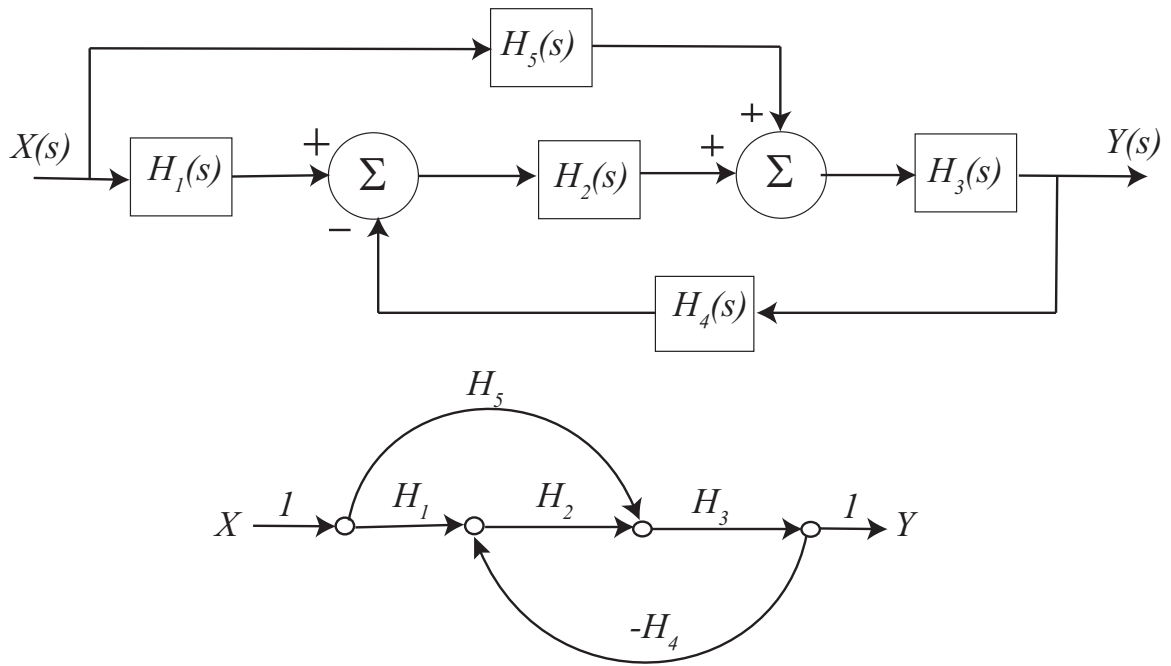 H₅(s)
X(s) H₁(s) + Σ H₂(s) + + Σ H₃(s) Y(s)
−
H₄(s)
H₅
X 1 H₁ H₂ H₃ 1 Y
-H₄